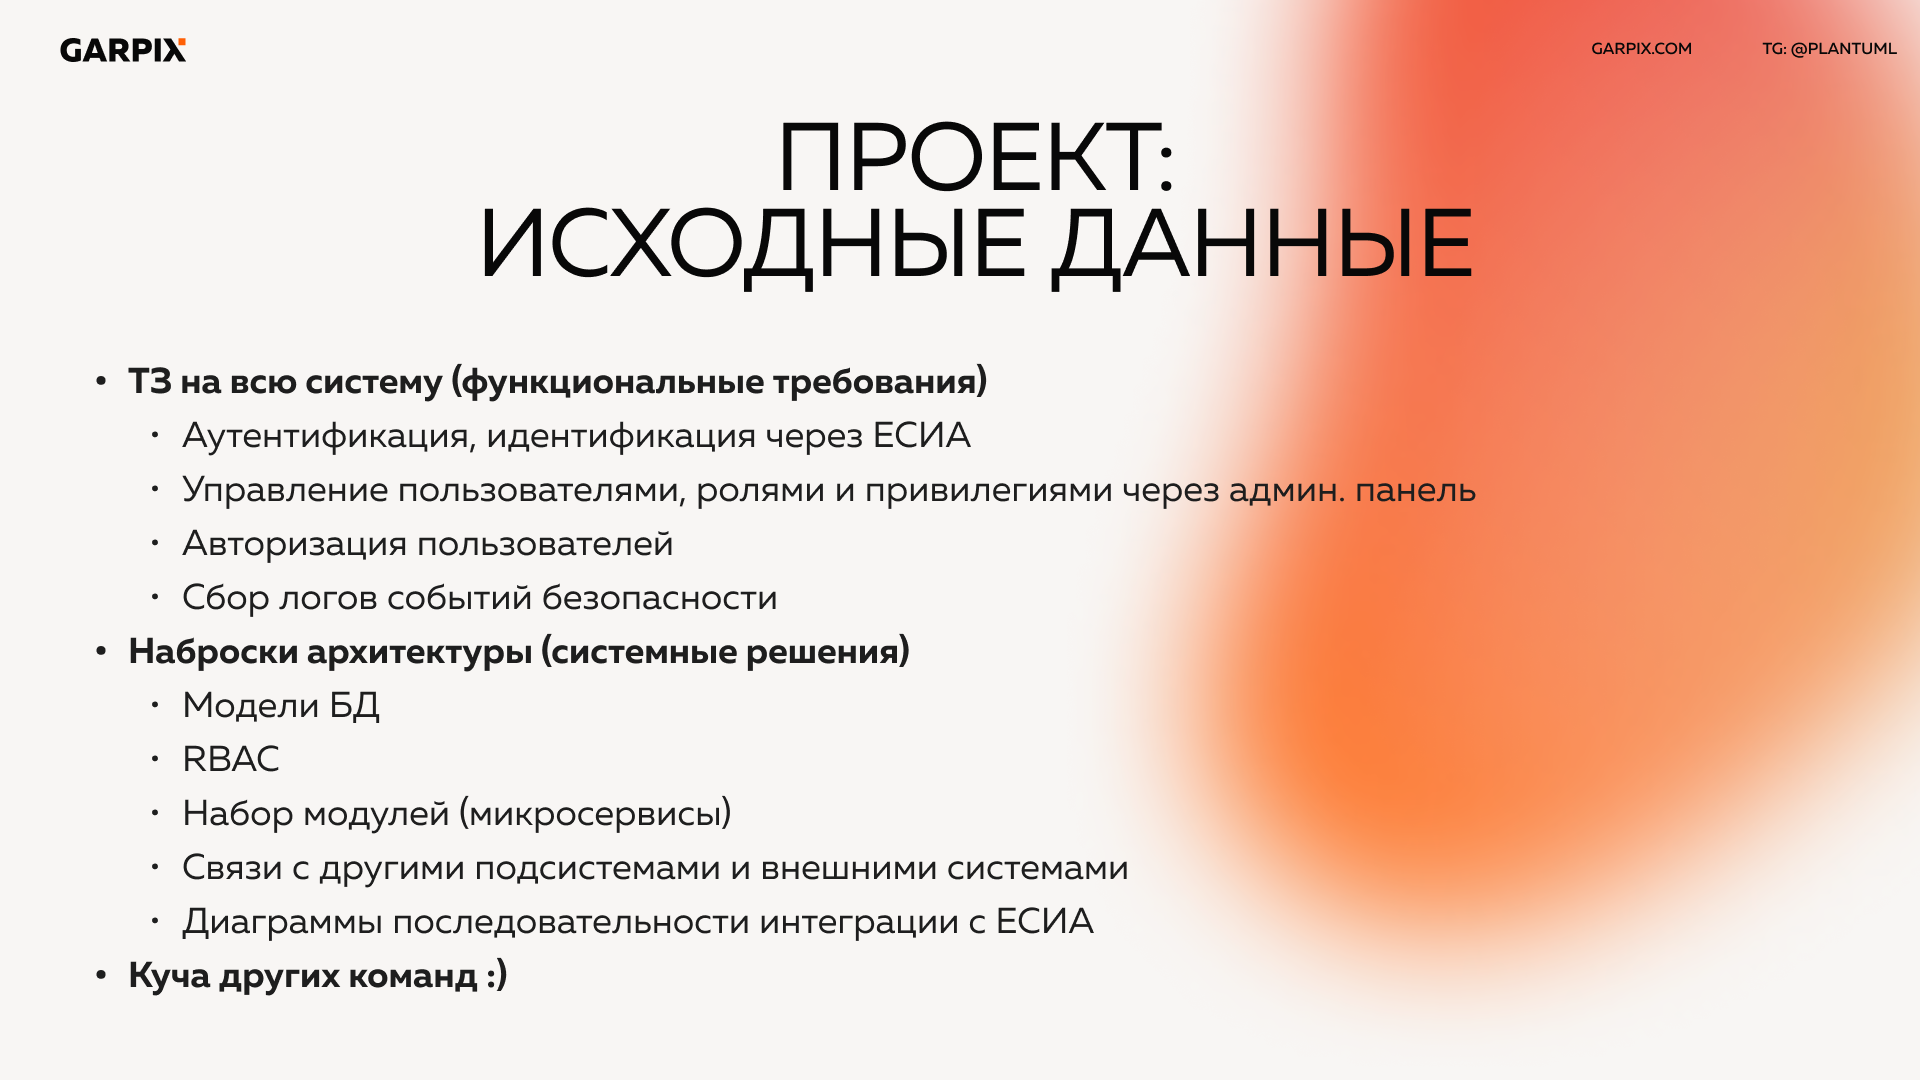 GARPIX
GARPIX.COM
TG: @PLANTUML
ПРОЕКТ:
ИСХОДНЫЕ ДАННЫЕ
• ТЗ на всю систему (функциональные требования)
• Аутентификация, идентификация через ЕСИА
• Управление пользователями, ролями и привилегиями через админ. панель
• Авторизация пользователей
• Сбор логов событий безопасности
• Наброски архитектуры (системные решения)
• Модели БД
• RBAC
• Набор модулей (микросервисы)
• Связи с другими подсистемами и внешними системами
• Диаграммы последовательности интеграции с ЕСИА
• Куча других команд :)